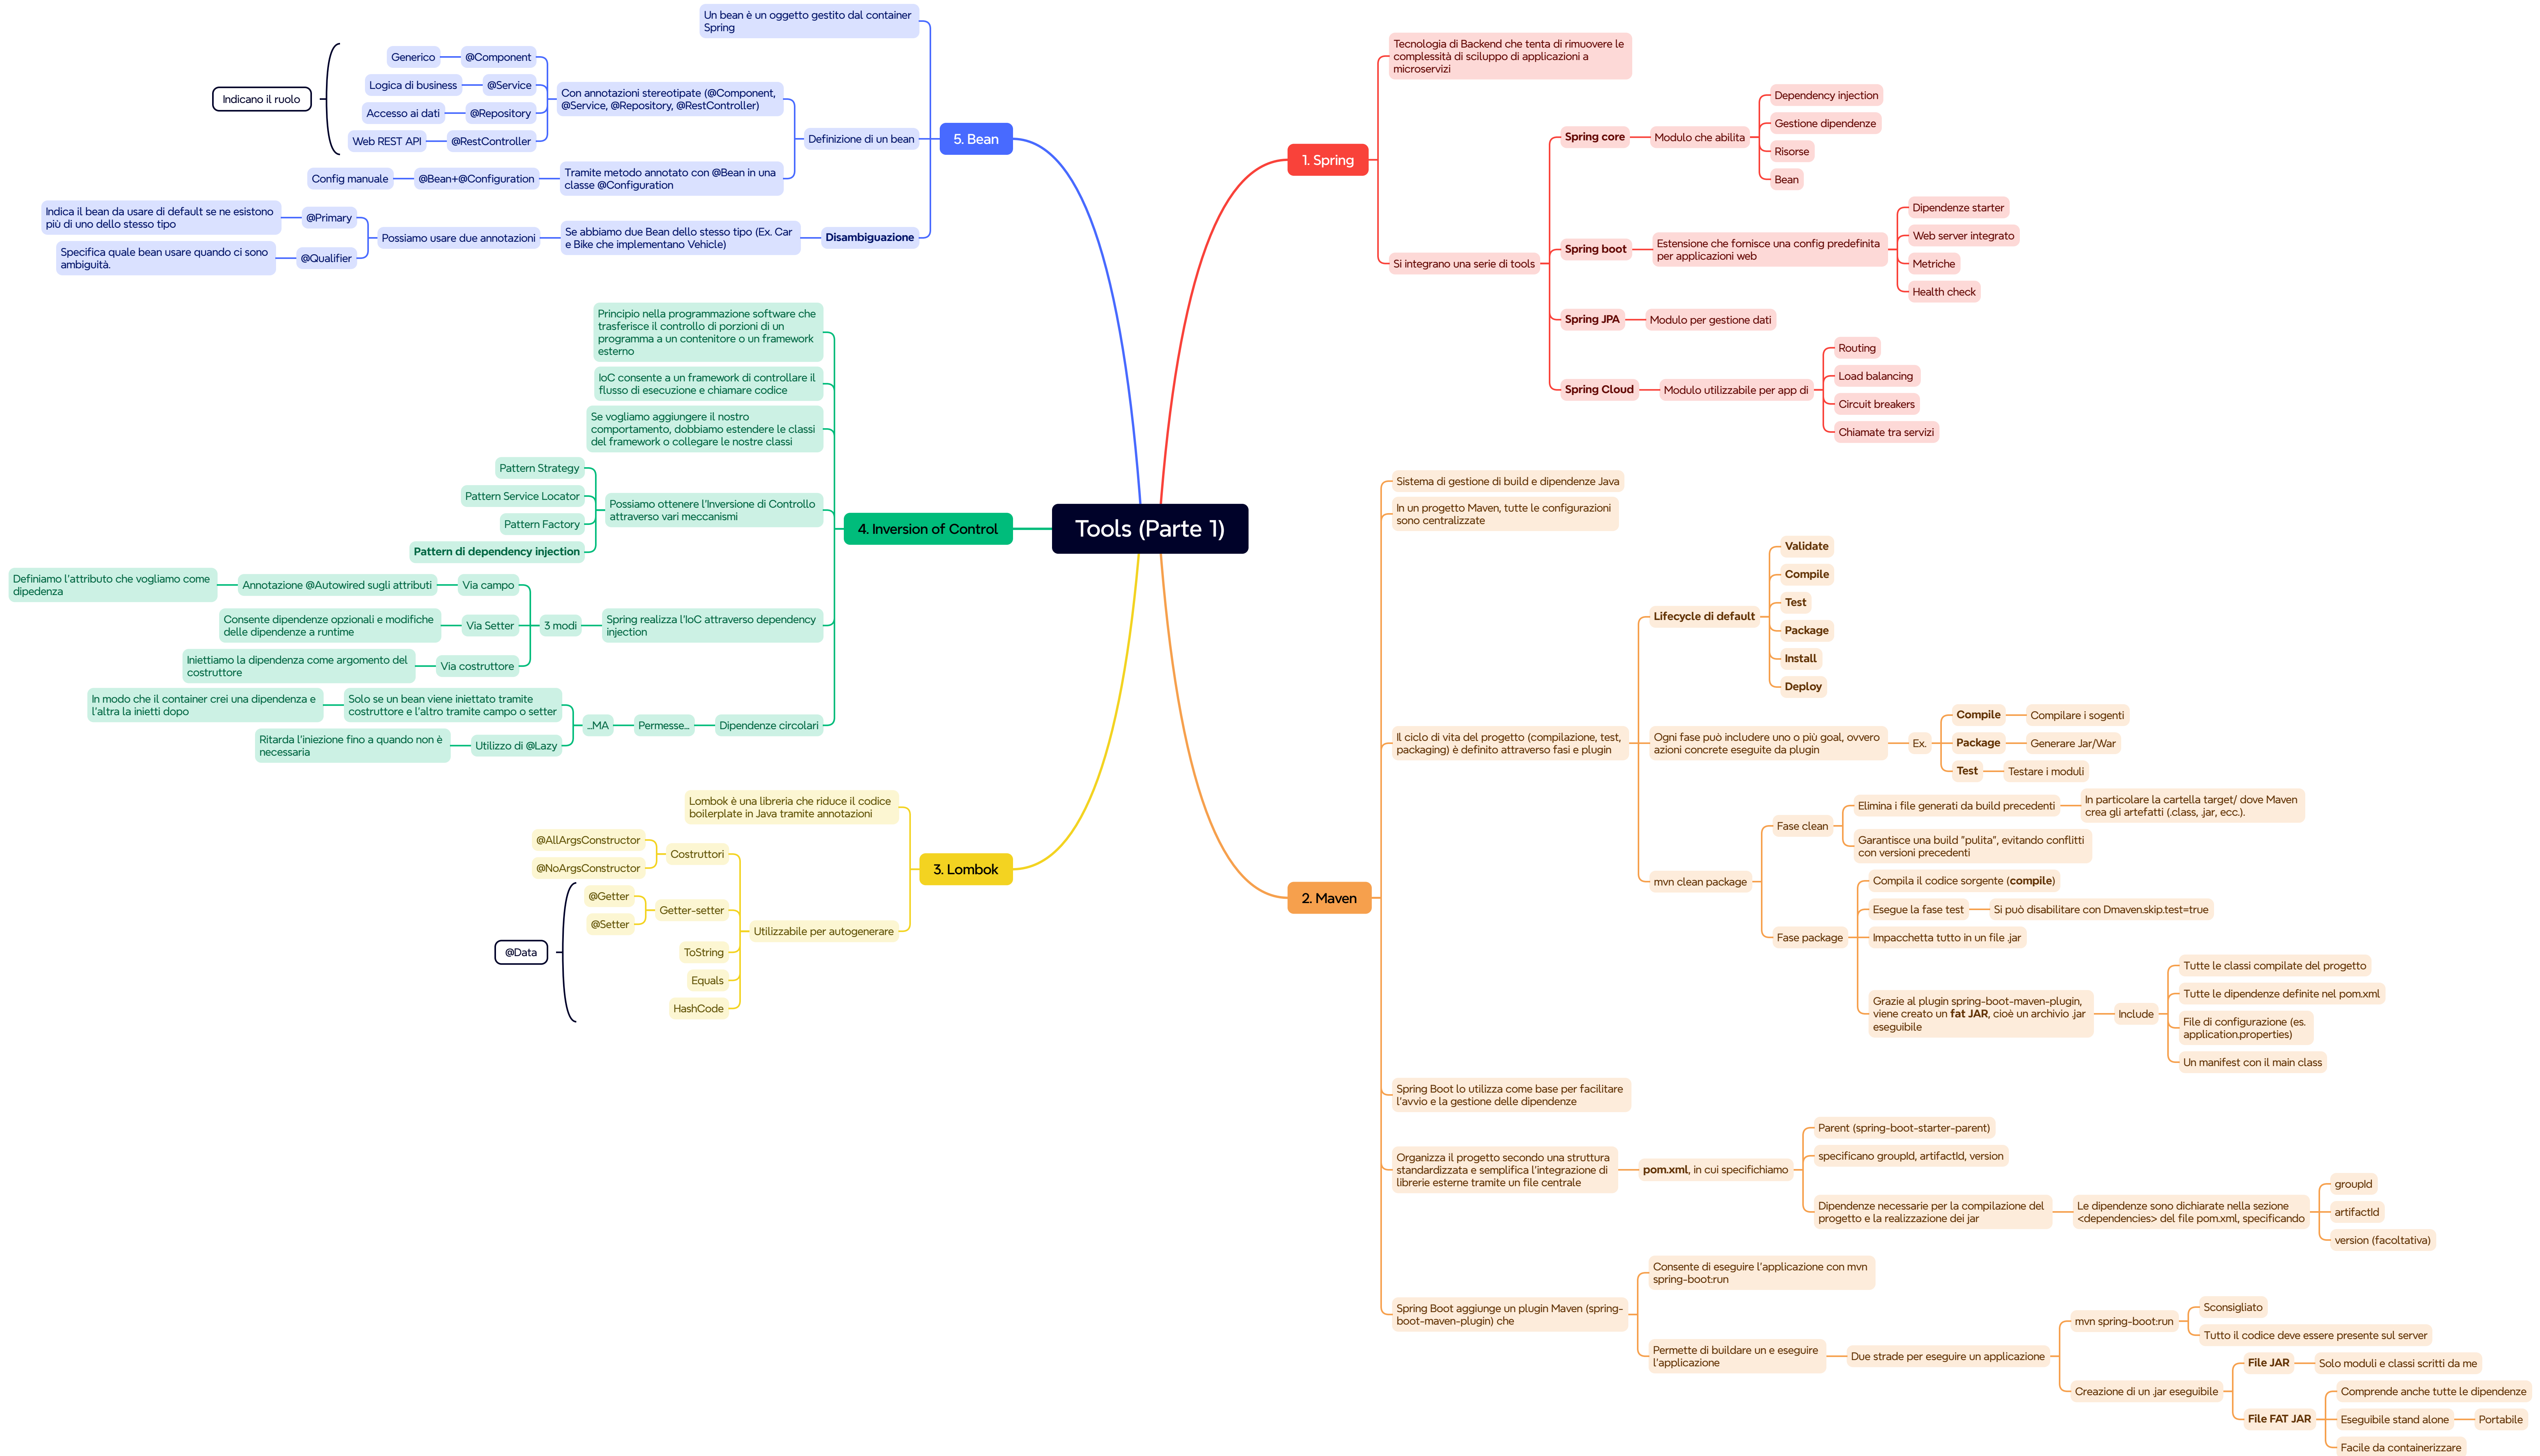 Tools (Parte 1)
1. Spring
Tecnologia di Backend che tenta di rimuovere le
complessità di sviluppo di applicazioni a
microservizi
Si integrano una serie di tools
Spring core
Modulo che abilita
Dependency injection
Gestione dipendenze
Risorse
Bean
Spring boot
Estensione che fornisce una config predefinita
per applicazioni web
Dipendenze starter
Web server integrato
Metriche
Health check
Spring JPA
Modulo per gestione dati
Spring Cloud
Modulo utilizzabile per app di
Routing
Load balancing
Circuit breakers
Chiamate tra servizi
2. Maven
Sistema di gestione di build e dipendenze Java
In un progetto Maven, tutte le configurazioni
sono centralizzate
Il ciclo di vita del progetto (compilazione, test,
packaging) è definito attraverso fasi e plugin
Lifecycle di default
Validate
Compile
Test
Package
Install
Deploy
Ogni fase può includere uno o più goal, ovvero
azioni concrete eseguite da plugin
Ex.
Compile
Compilare i sogenti
Package
Generare Jar/War
Test
Testare i moduli
mvn clean package
Fase clean
Elimina i file generati da build precedenti
In particolare la cartella target/ dove Maven
crea gli artefatti (.class, .jar, ecc.).
Garantisce una build "pulita", evitando conflitti
con versioni precedenti
Fase package
Compila il codice sorgente (compile)
Esegue la fase test
Si può disabilitare con Dmaven.skip.test=true
Impacchetta tutto in un file .jar
Grazie al plugin spring-boot-maven-plugin,
viene creato un fat JAR, cioè un archivio .jar
eseguibile
Include
Tutte le classi compilate del progetto
Tutte le dipendenze definite nel pom.xml
File di configurazione (es.
application.properties)
Un manifest con il main class
Spring Boot lo utilizza come base per facilitare
l'avvio e la gestione delle dipendenze
Organizza il progetto secondo una struttura
standardizzata e semplifica l'integrazione di
librerie esterne tramite un file centrale
pom.xml, in cui specifichiamo
Parent (spring-boot-starter-parent)
specificano groupId, artifactId, version
Dipendenze necessarie per la compilazione del
progetto e la realizzazione dei jar
Le dipendenze sono dichiarate nella sezione
<dependencies> del file pom.xml, specificando
groupId
artifactId
version (facoltativa)
Spring Boot aggiunge un plugin Maven (spring-
boot-maven-plugin) che
Consente di eseguire l'applicazione con mvn
spring-boot:run
Permette di buildare un e eseguire
l'applicazione
Due strade per eseguire un applicazione
mvn spring-boot:run
Sconsigliato
Tutto il codice deve essere presente sul server
Creazione di un .jar eseguibile
File JAR
Solo moduli e classi scritti da me
File FAT JAR
Comprende anche tutte le dipendenze
Eseguibile stand alone
Portabile
Facile da containerizzare
3. Lombok
Lombok è una libreria che riduce il codice
boilerplate in Java tramite annotazioni
Utilizzabile per autogenerare
Costruttori
@AllArgsConstructor
@NoArgsConstructor
Getter-setter
@Getter
@Setter
ToString
Equals
HashCode
@Data
4. Inversion of Control
Principio nella programmazione software che
trasferisce il controllo di porzioni di un
programma a un contenitore o un framework
esterno
IoC consente a un framework di controllare il
flusso di esecuzione e chiamare codice
Se vogliamo aggiungere il nostro
comportamento, dobbiamo estendere le classi
del framework o collegare le nostre classi
Possiamo ottenere l'Inversione di Controllo
attraverso vari meccanismi
Pattern Strategy
Pattern Service Locator
Pattern Factory
Pattern di dependency injection
Spring realizza l'IoC attraverso dependency
injection
3 modi
Via campo
Annotazione @Autowired sugli attributi
Definiamo l'attributo che vogliamo come
dipedenza
Via Setter
Consente dipendenze opzionali e modifiche
delle dipendenze a runtime
Via costruttore
Iniettiamo la dipendenza come argomento del
costruttore
Dipendenze circolari
Permesse...
...MA
Solo se un bean viene iniettato tramite
costruttore e l'altro tramite campo o setter
In modo che il container crei una dipendenza e
l'altra la inietti dopo
Utilizzo di @Lazy
Ritarda l'iniezione fino a quando non è
necessaria
5. Bean
Un bean è un oggetto gestito dal container
Spring
Definizione di un bean
Con annotazioni stereotipate (@Component,
@Service, @Repository, @RestController)
@Component
Generico
@Service
Logica di business
@Repository
Accesso ai dati
@RestController
Web REST API
Indicano il ruolo
Tramite metodo annotato con @Bean in una
classe @Configuration
@Bean+@Configuration
Config manuale
Disambiguazione
Se abbiamo due Bean dello stesso tipo (Ex. Car
e Bike che implementano Vehicle)
Possiamo usare due annotazioni
@Primary
Indica il bean da usare di default se ne esistono
più di uno dello stesso tipo
@Qualifier
Specifica quale bean usare quando ci sono
ambiguità.